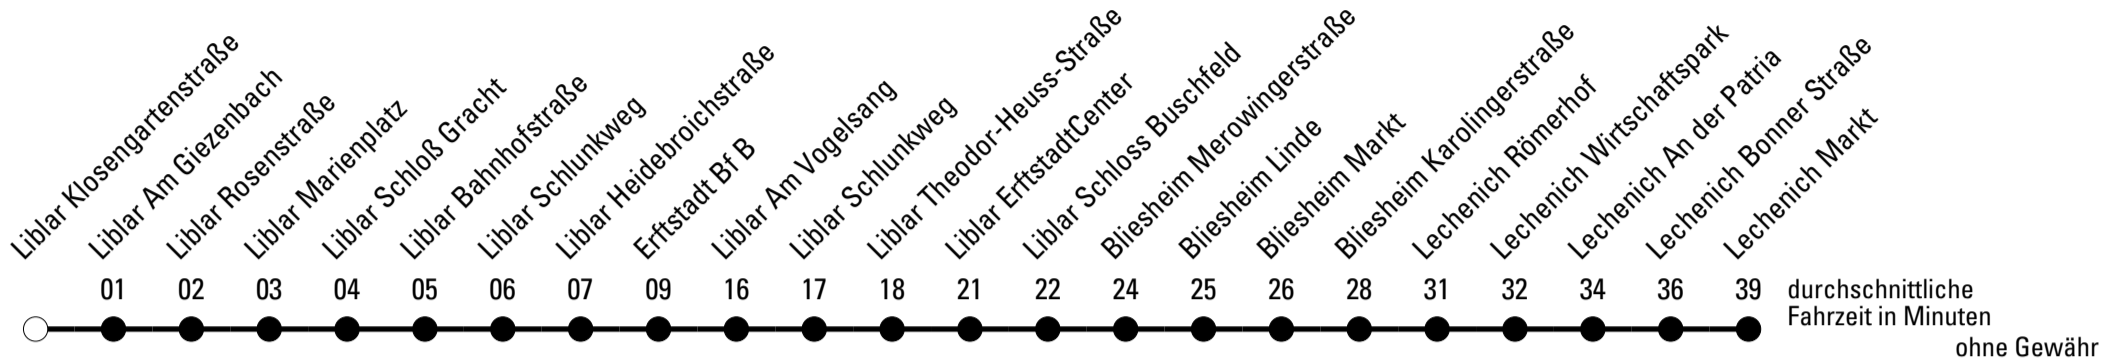 Liblar Klosengartenstraße
Liblar Am Giezenbach
Liblar Rosenstraße
Liblar Marienplatz
Liblar Schloß Gracht
Liblar Bahnhofstraße
Liblar Schlunkweg
Liblar Heidebroichstraße
Erftstadt Bf B
Liblar Am Vogelsang
Liblar Schlunkweg
Liblar Theodor-Heuss-Straße
Liblar ErftstadtCenter
Liblar Schloss Buschfeld
Bliesheim Merowingerstraße
Bliesheim Linde
Bliesheim Markt
Bliesheim Karolingerstraße
Lechenich Römerhof
Lechenich Wirtschaftspark
Lechenich An der Patria
Lechenich Bonner Straße
Lechenich Markt
01 02 03 04 05 06 07 09 16 17 18 21 22 24 25 26 28 31 32 34 36 39
durchschnittliche
Fahrzeit in Minuten
ohne Gewähr